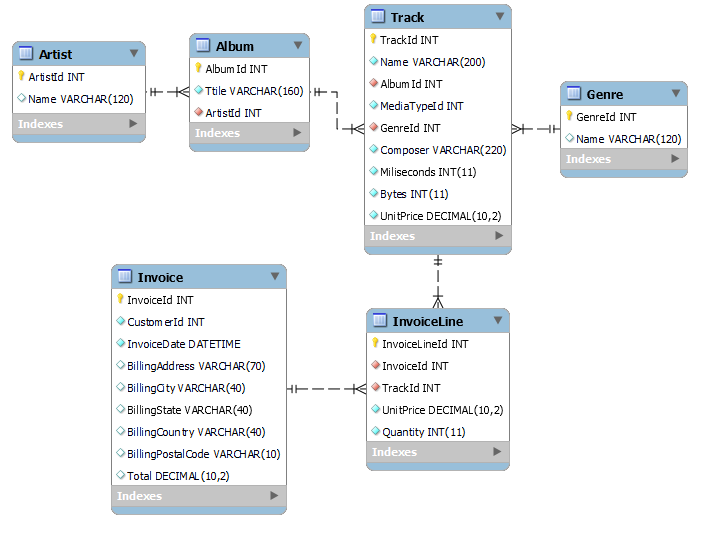 Artist
ArtistId INT
Name VARCHAR(120)
Indexes
Album
AlbumId INT
Ttile VARCHAR(160)
ArtistId INT
Indexes
Track
TrackId INT
Name VARCHAR(200)
AlbumId INT
MediaTypeId INT
GenreId INT
Composer VARCHAR(220)
Miliseconds INT(11)
Bytes INT(11)
UnitPrice DECIMAL(10,2)
Indexes
Genre
GenreId INT
Name VARCHAR(120)
Indexes
Invoice
InvoiceId INT
CustomerId INT
InvoiceDate DATETIME
BillingAddress VARCHAR(70)
BillingCity VARCHAR(40)
BillingState VARCHAR(40)
BillingCountry VARCHAR(40)
BillingPostalCode VARCHAR(10)
Total DECIMAL(10,2)
Indexes
InvoiceLine
InvoiceLineId INT
InvoiceId INT
TrackId INT
UnitPrice DECIMAL(10,2)
Quantity INT(11)
Indexes